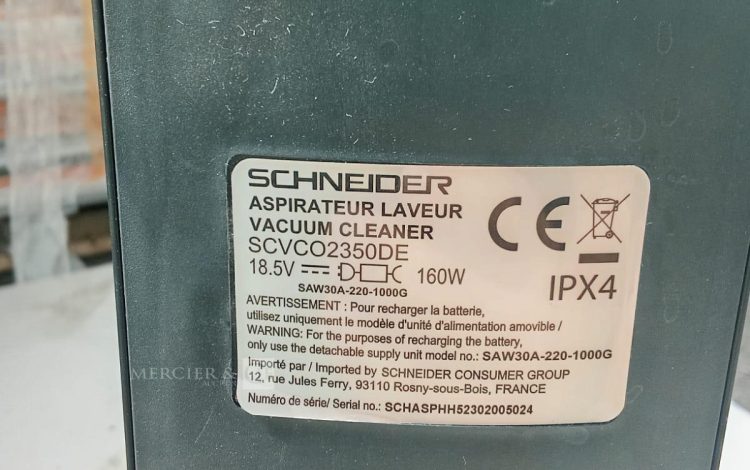 SCHNEIDER
ASPIRATEUR LAVEUR
VACUUM CLEANER
SCVCO2350DE
18.5V 160W
SAW30A-220-1000G
IPX4
AVERTISSEMENT : Pour recharger la batterie,
utilisez uniquement le modèle d'unité d'alimentation amovible /
WARNING: For the purposes of recharging the battery,
only use the detachable supply unit model no.: SAW30A-220-1000G
Importé par / Imported by SCHNEIDER CONSUMER GROUP
12, rue Jules Ferry, 93110 Rosny-sous-Bois, FRANCE
Numéro de série/ Serial no.: SCHASPHH52302005024
MERCIER &